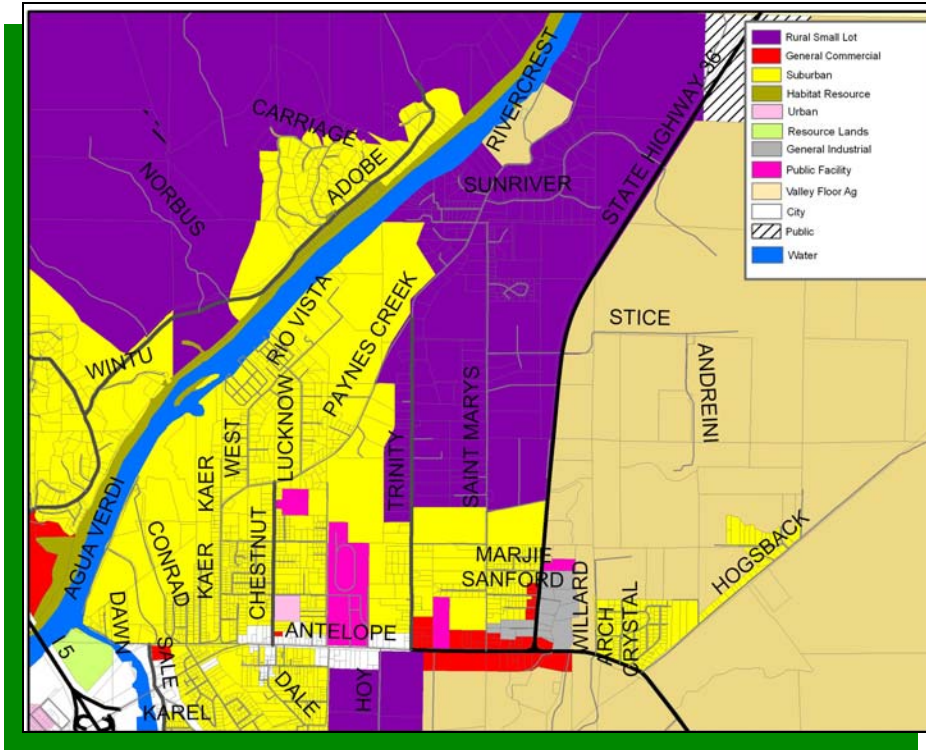 Rural Small Lot
General Commercial
Suburban
Habitat Resource
Urban
Resource Lands
General Industrial
Public Facility
Valley Floor Ag
City
Public
Water
CARRIAGE
ADOBE
RIVERCREST
STATE HIGHWAY 36
NORBUS
SUNRIVER
WINTU
RIO VISTA
PAYNES CREEK
STICE
ANDREINI
LUCKNOW
WEST
KAER
KAER
TRINITY
SAINT MARYS
AGUA VERDI
CONRAD
CHESTNUT
MARJIE
SANFORD
HOGSBACK
WILLARD
ARCH
CRYSTAL
DAWN
SALE
ANTELOPE
I 5
KAREL
DALE
HOY